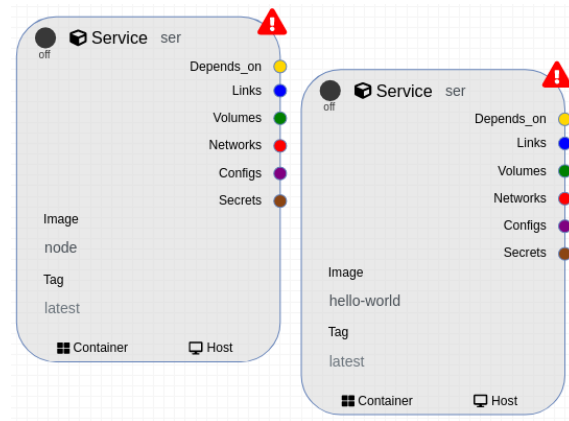 Service ser
off
Depends_on
Links
Volumes
Networks
Configs
Secrets
Image
node
Tag
latest
Container Host
Service ser
off
Depends_on
Links
Volumes
Networks
Configs
Secrets
Image
hello-world
Tag
latest
Container Host